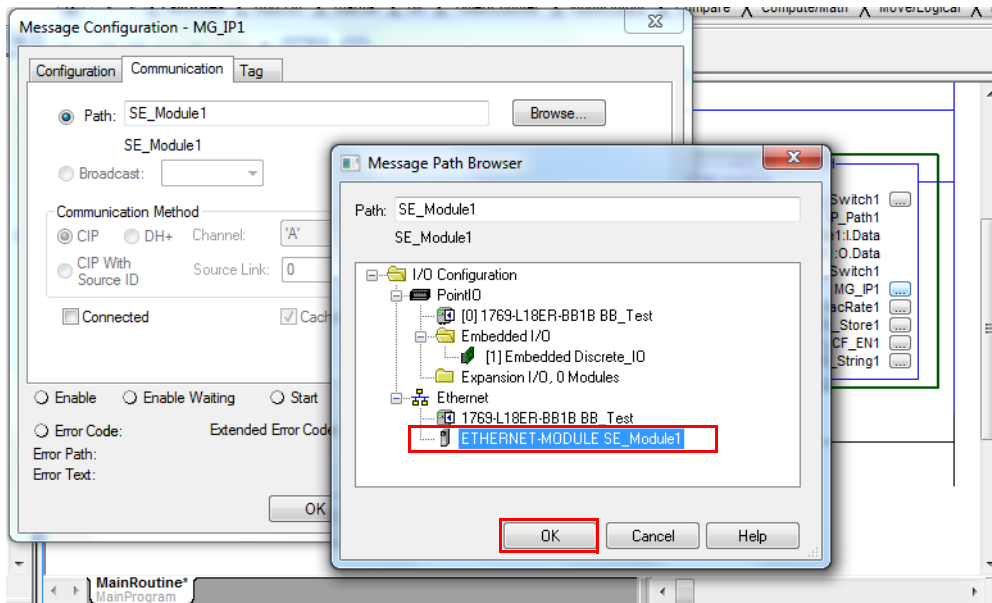 Compare
Compute/Math
Move/Logical
Message Configuration - MG_IP1
Configuration Communication Tag
Path: SE_Module1 Browse...
SE_Module1
Broadcast:
Communication Method
CIP DH+ Channel: 'A'
CIP With
Source ID
Source Link: 0
Connected
Enable Enable Waiting Start
Error Code: Extended Error Code
Error Path:
Error Text:
OK
Message Path Browser
Path: SE_Module1
SE_Module1
I/O Configuration
PointIO
[0] 1769-L18ER-BB1B BB_Test
Embedded I/O
[1] Embedded Discrete_IO
Expansion I/O, 0 Modules
Ethernet
1769-L18ER-BB1B BB_Test
ETHERNET-MODULE SE_Module1
OK Cancel Help
Switch1 ...
P_Path1
1:I.Data
:O.Data
Switch1
MG_IP1 ...
acRate1 ...
_Store1 ...
CF_EN1 ...
_String1 ...
MainRoutine*
MainProgram